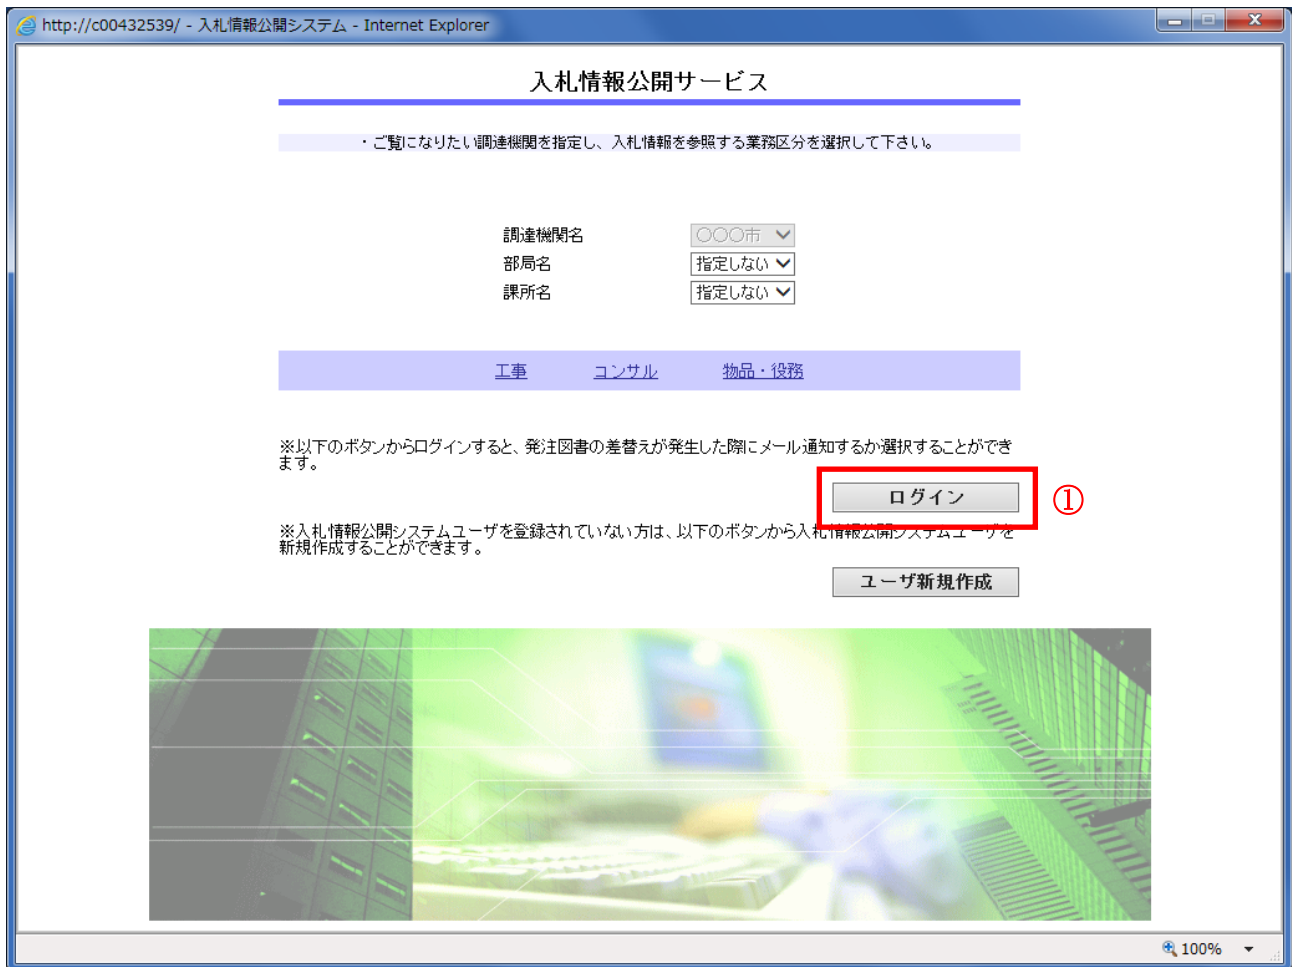 http://c00432539/ - 入札情報公開システム - Internet Explorer
入札情報公開サービス
・ご覧になりたい調達機関を指定し、入札情報を参照する業務区分を選択して下さい。
調達機関名 〇〇〇市
部局名 指定しない
課所名 指定しない
工事 コンサル 物品・役務
※以下のボタンからログインすると、発注図書の差替えが発生した際にメール通知するか選択することができ
ます。
ログイン ①
※入札情報公開システムユーザを登録されていない方は、以下のボタンから入札情報公開システムユーザを
新規作成することができます。
ユーザ新規作成
100%